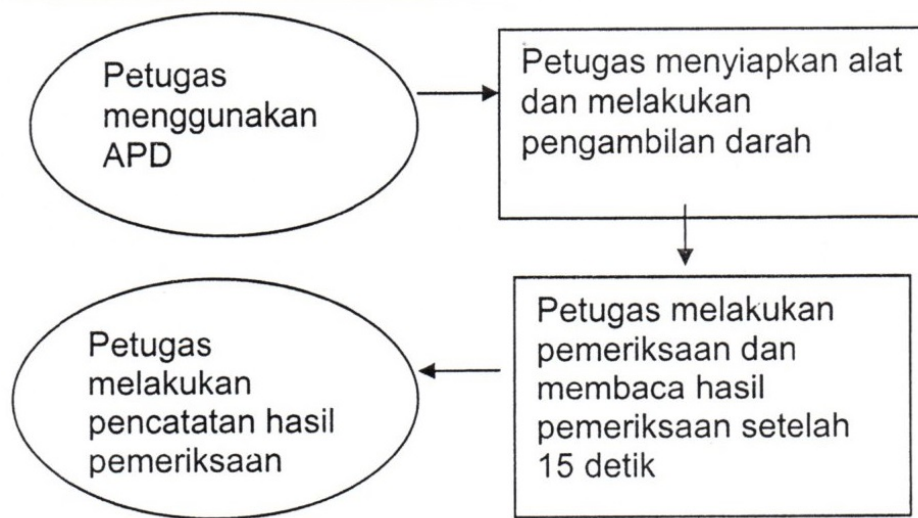 Petugas
menggunakan
APD
Petugas menyiapkan alat
dan melakukan
pengambilan darah
Petugas melakukan
pemeriksaan dan
membaca hasil
pemeriksaan setelah
15 detik
Petugas
melakukan
pencatatan hasil
pemeriksaan